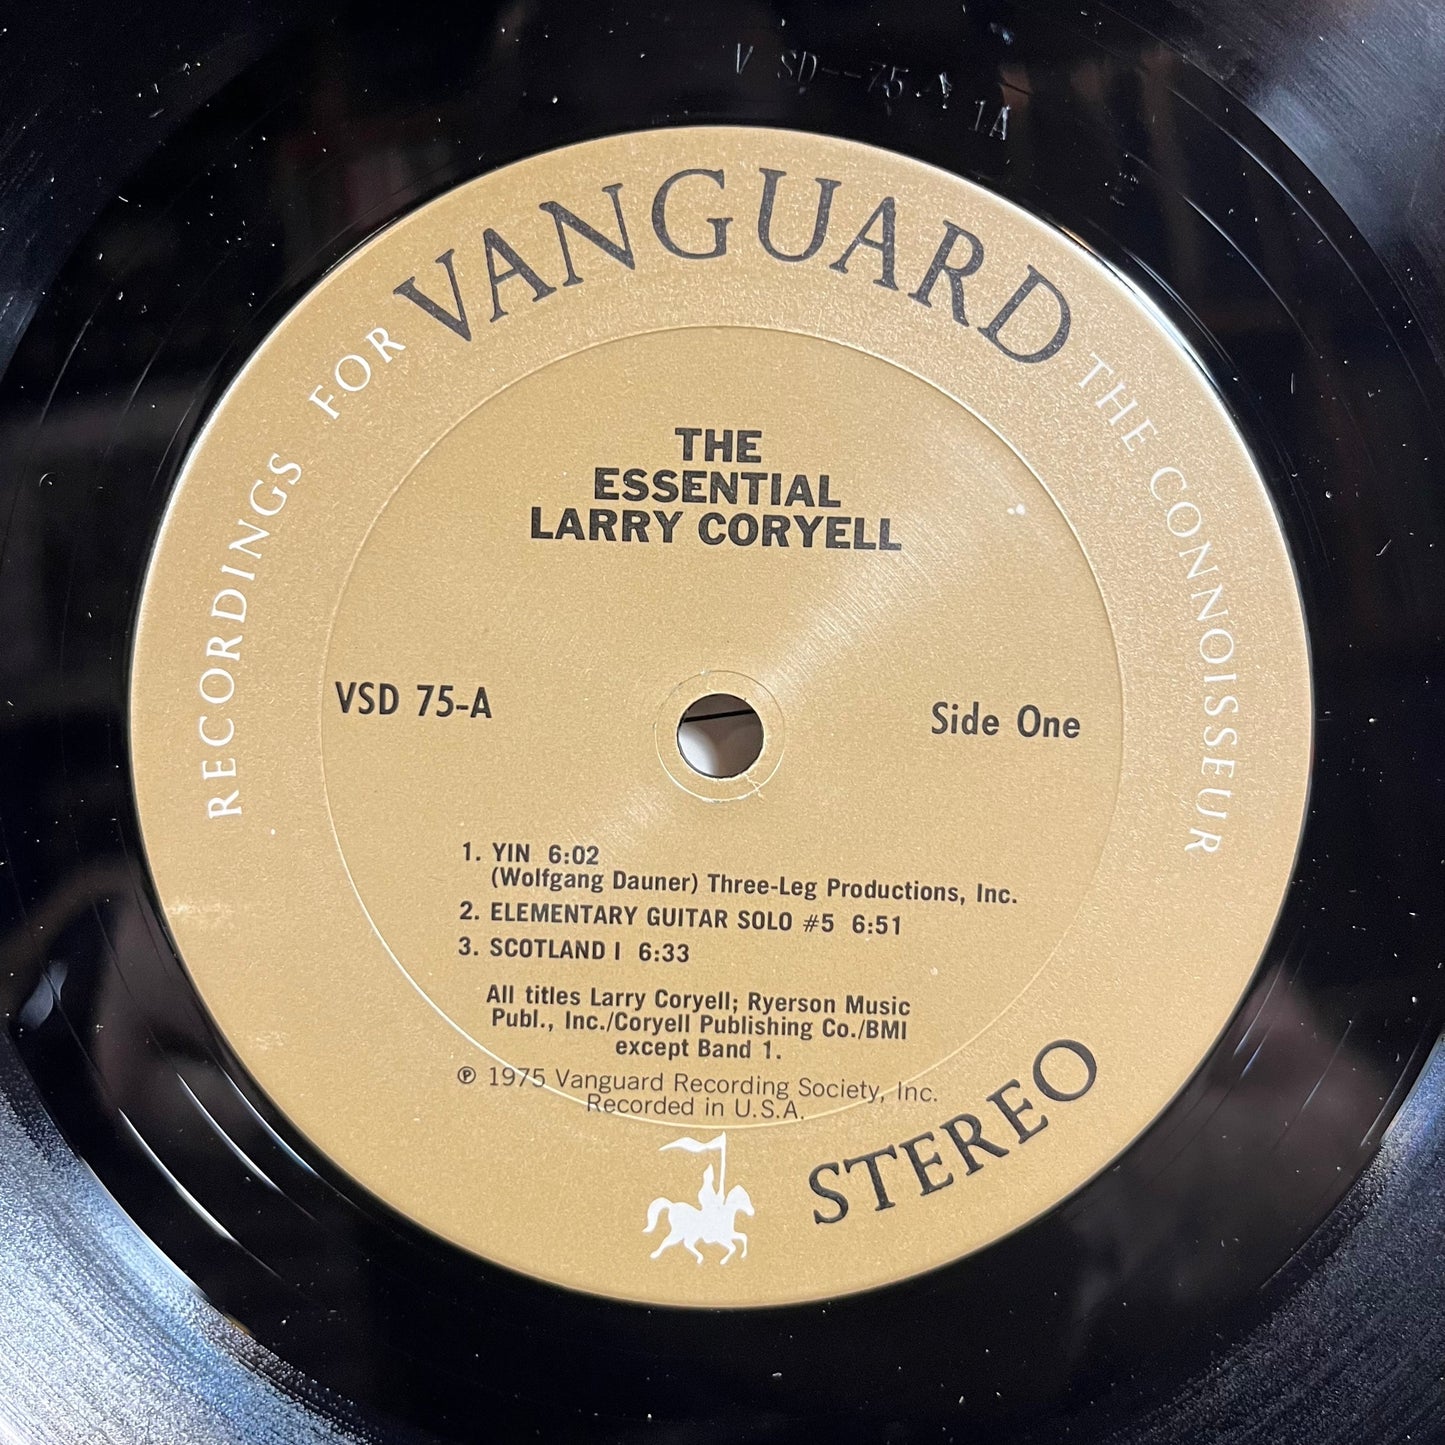 V SD--75-A 1A
RECORDINGS FOR VANGUARD THE CONNOISSEUR
THE
ESSENTIAL
LARRY CORYELL
VSD 75-A
Side One
1. YIN 6:02
(Wolfgang Dauner) Three-Leg Productions, Inc.
2. ELEMENTARY GUITAR SOLO #5 6:51
3. SCOTLAND I 6:33
All titles Larry Coryell; Ryerson Music
Publ., Inc./Coryell Publishing Co./BMI
except Band 1.
℗ 1975 Vanguard Recording Society, Inc.
Recorded in U.S.A.
STEREO